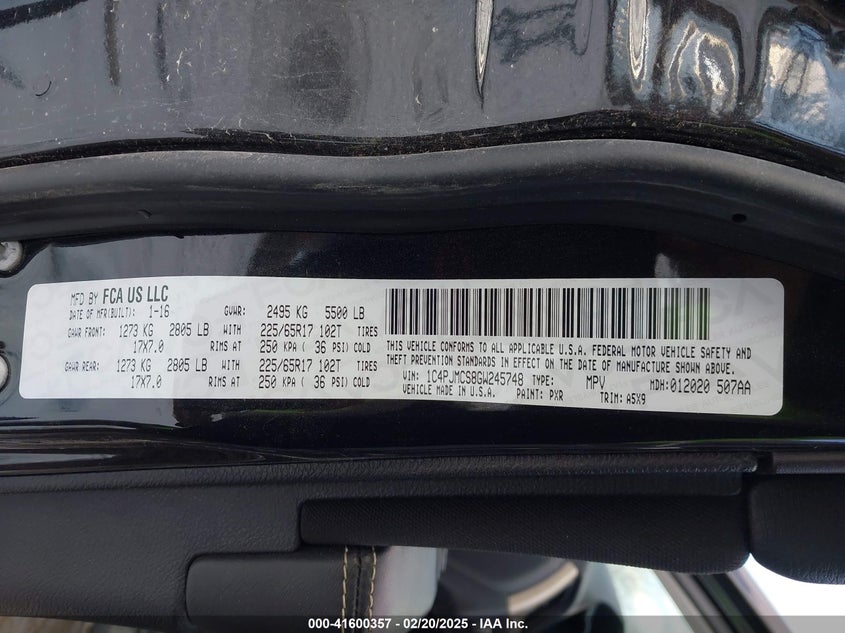 MFD BY FCA US LLC
DATE OF MFR(BUILT): 1-16 GVWR: 2495 KG 5500 LB
GAWR FRONT: 1273 KG 2805 LB WITH 225/65R17 102T TIRES
17X7.0 RIMS AT 250 KPA ( 36 PSI) COLD
GAWR REAR: 1273 KG 2805 LB WITH 225/65R17 102T TIRES
17X7.0 RIMS AT 250 KPA ( 36 PSI) COLD
THIS VEHICLE CONFORMS TO ALL APPLICABLE U.S.A. FEDERAL MOTOR VEHICLE SAFETY AND
THEFT PREVENTION STANDARDS IN EFFECT ON THE DATE OF MANUFACTURE SHOWN ABOVE.
VIN: 1C4PJMCS8GW245748 TYPE: MPV MDH: 012020 507AA
VEHICLE MADE IN U.S.A. PAINT: PXR TRIM: A5X9
000-41600357 - 02/20/2025 - IAA Inc.